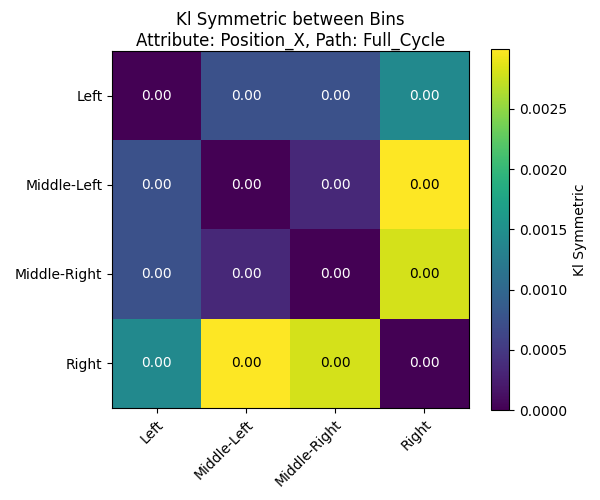 Kl Symmetric between Bins
Attribute: Position_X, Path: Full_Cycle
Left 0.00 0.00 0.00 0.00
Middle-Left 0.00 0.00 0.00 0.00
Middle-Right 0.00 0.00 0.00 0.00
Right 0.00 0.00 0.00 0.00
Left Middle-Left Middle-Right Right
0.0025
0.0020
0.0015
0.0010
0.0005
0.0000
Kl Symmetric